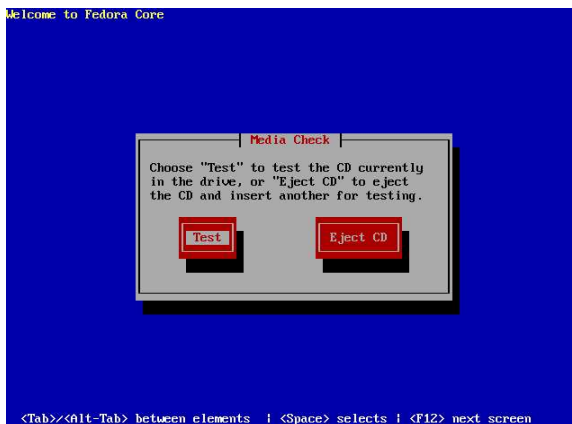 Welcome to Fedora Core
Media Check
Choose "Test" to test the CD currently
in the drive, or "Eject CD" to eject
the CD and insert another for testing.
Test Eject CD
<Tab>/<Alt-Tab> between elements | <Space> selects | <F12> next screen